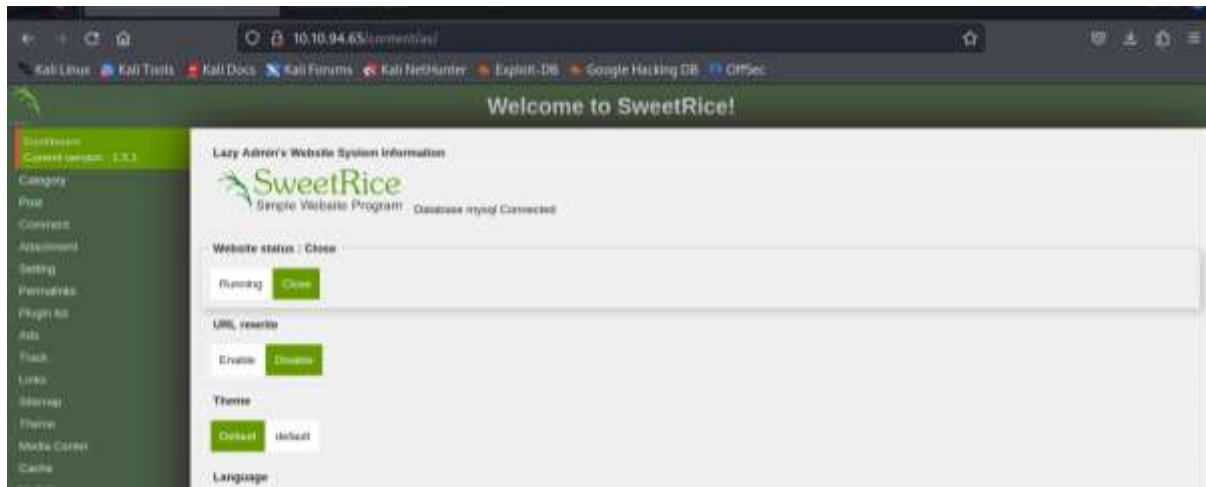 10.10.94.65/content/as/
Kali Linux Kali Tools Kali Docs Kali Forums Kali NetHunter Exploit-DB Google Hacking DB OffSec
Welcome to SweetRice!
Dashboard
Current version : 1.5.1
Category
Post
Comment
Attachment
Setting
Permalinks
Plugin list
Ads
Track
Links
Sitemap
Theme
Media Center
Cache
Lazy Admin's Website System Information
SweetRice
Simple Website Program Database mysql Connected
Website status : Close
Running Close
URL rewrite
Enable Disable
Theme
Default default
Language